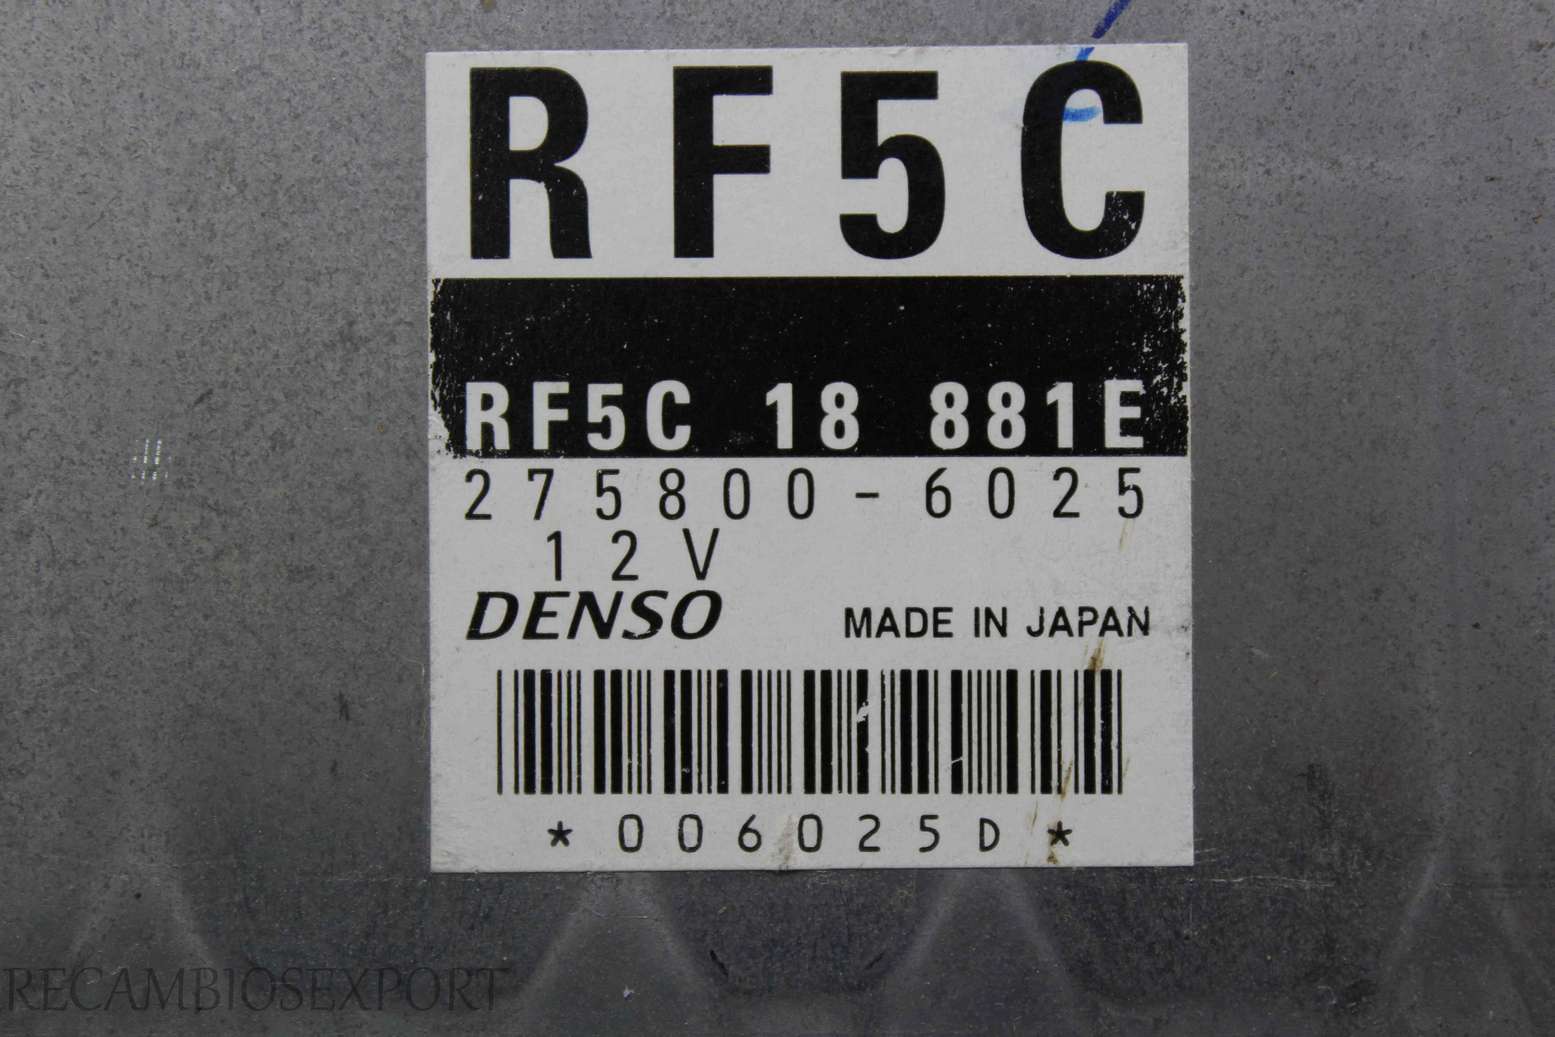 RF5C
RF5C 18 881E
275800-6025
12V
DENSO MADE IN JAPAN
*006025D*
RECAMBIOSEXPORT